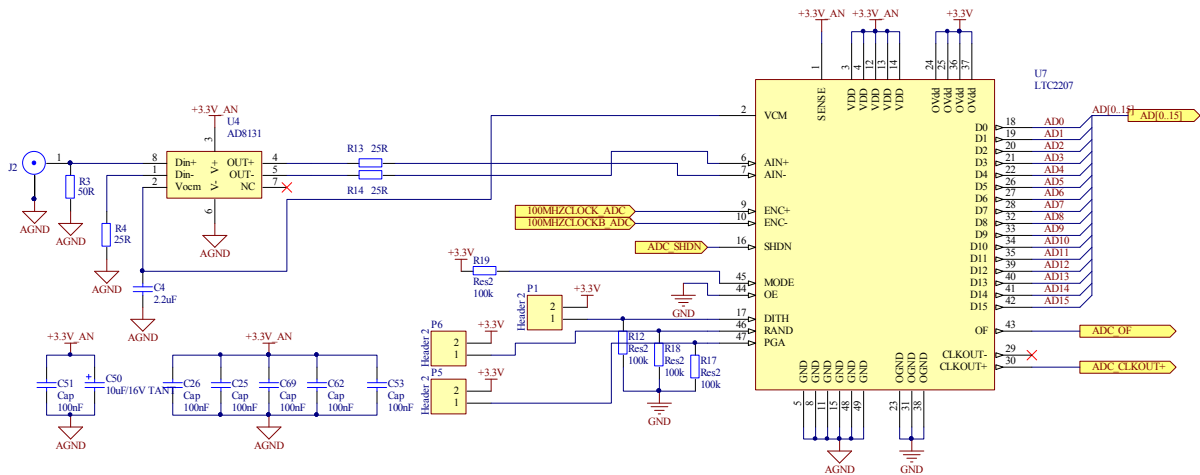 +3.3V_AN
+3.3V_AN
+3.3V
1
3
4
12
13
14
24
25
36
37
SENSE
VDD
VDD
VDD
VDD
VDD
OVdd
OVdd
OVdd
OVdd
U7
LTC2207
+3.3V_AN
U4
AD8131
3
J2
1
8 Din+ V+ OUT+ 4
1 Din- OUT- 5
2 Vocm V- NC 7
6
AGND
AGND
AGND
R3
50R
R4
25R
AGND
C4
2.2uF
AGND
R13 25R
R14 25R
2 VCM
6 AIN+
7 AIN-
100MHZCLOCK_ADC 9 ENC+
100MHZCLOCKB_ADC 10 ENC-
ADC_SHDN 16 SHDN
+3.3V
R19
Res2
100k
45 MODE
44 OE
GND
17 DITH
46 RAND
47 PGA
P1
+3.3V
Header 2
2
1
P6
+3.3V
Header 2
2
1
P5
+3.3V
Header 2
2
1
R12
Res2
100k
R18
Res2
100k
R17
Res2
100k
GND
D0 18 AD0
D1 19 AD1
D2 20 AD2
D3 21 AD3
D4 22 AD4
D5 26 AD5
D6 27 AD6
D7 28 AD7
D8 32 AD8
D9 33 AD9
D10 34 AD10
D11 35 AD11
D12 39 AD12
D13 40 AD13
D14 41 AD14
D15 42 AD15
AD[0..15]
AD[0..15]
OF 43 ADC_OF
CLKOUT- 29
CLKOUT+ 30 ADC_CLKOUT+
GND
GND
GND
GND
GND
GND
OGND
OGND
OGND
5
8
11
15
48
49
23
31
38
AGND
GND
+3.3V_AN
C51
Cap
100nF
C50
10uF/16V TANT
AGND
+3.3V_AN
C26
Cap
100nF
C25
Cap
100nF
C69
Cap
100nF
C62
Cap
100nF
C53
Cap
100nF
AGND